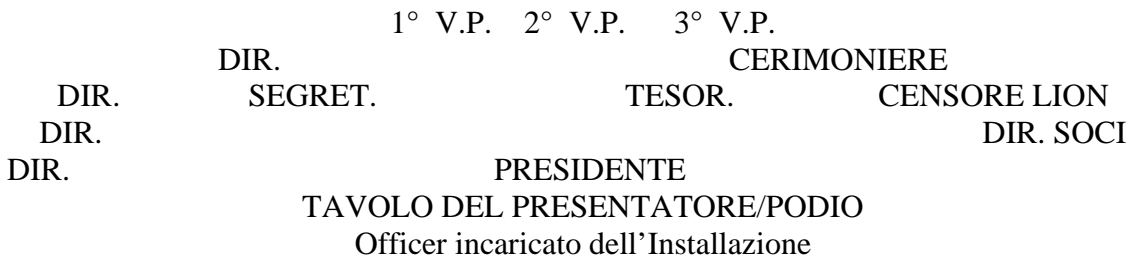 1° V.P. 2° V.P. 3° V.P.
DIR. CERIMONIERE
DIR. SEGRET. TESOR. CENSORE LION
DIR. DIR. SOCI
DIR. PRESIDENTE
TAVOLO DEL PRESENTATORE/PODIO
Officer incaricato dell’Installazione